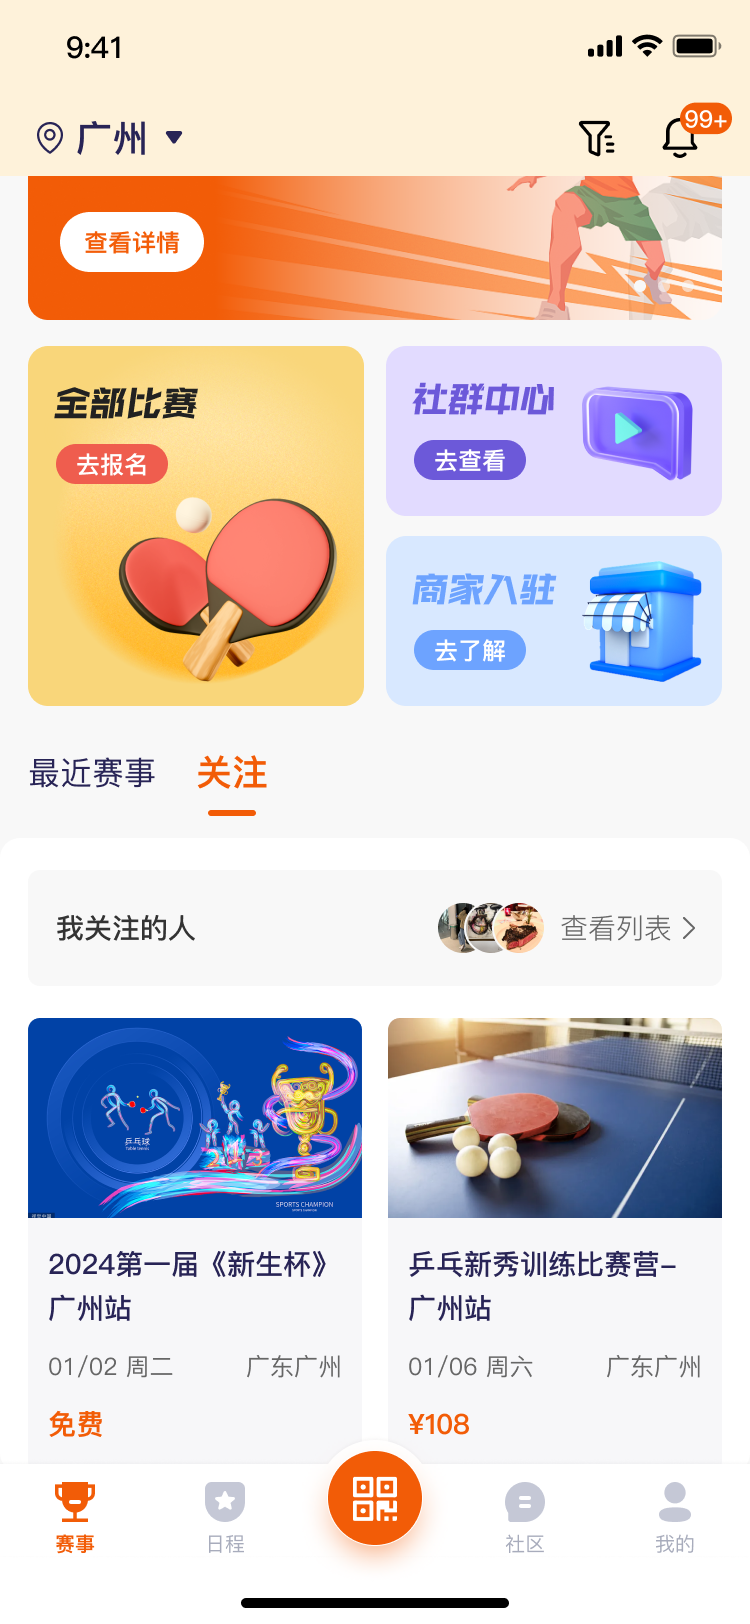 9:41
广州
99+
查看详情
全部比赛
去报名
社群中心
去查看
商家入驻
去了解
最近赛事 关注
我关注的人 查看列表
乒乓球
Table tennis
SPORTS CHAMPION
2024第一届《新生杯》
广州站
01/02 周二 广东广州
免费
乒乓新秀训练比赛营-
广州站
01/06 周六 广东广州
¥108
赛事 日程 社区 我的